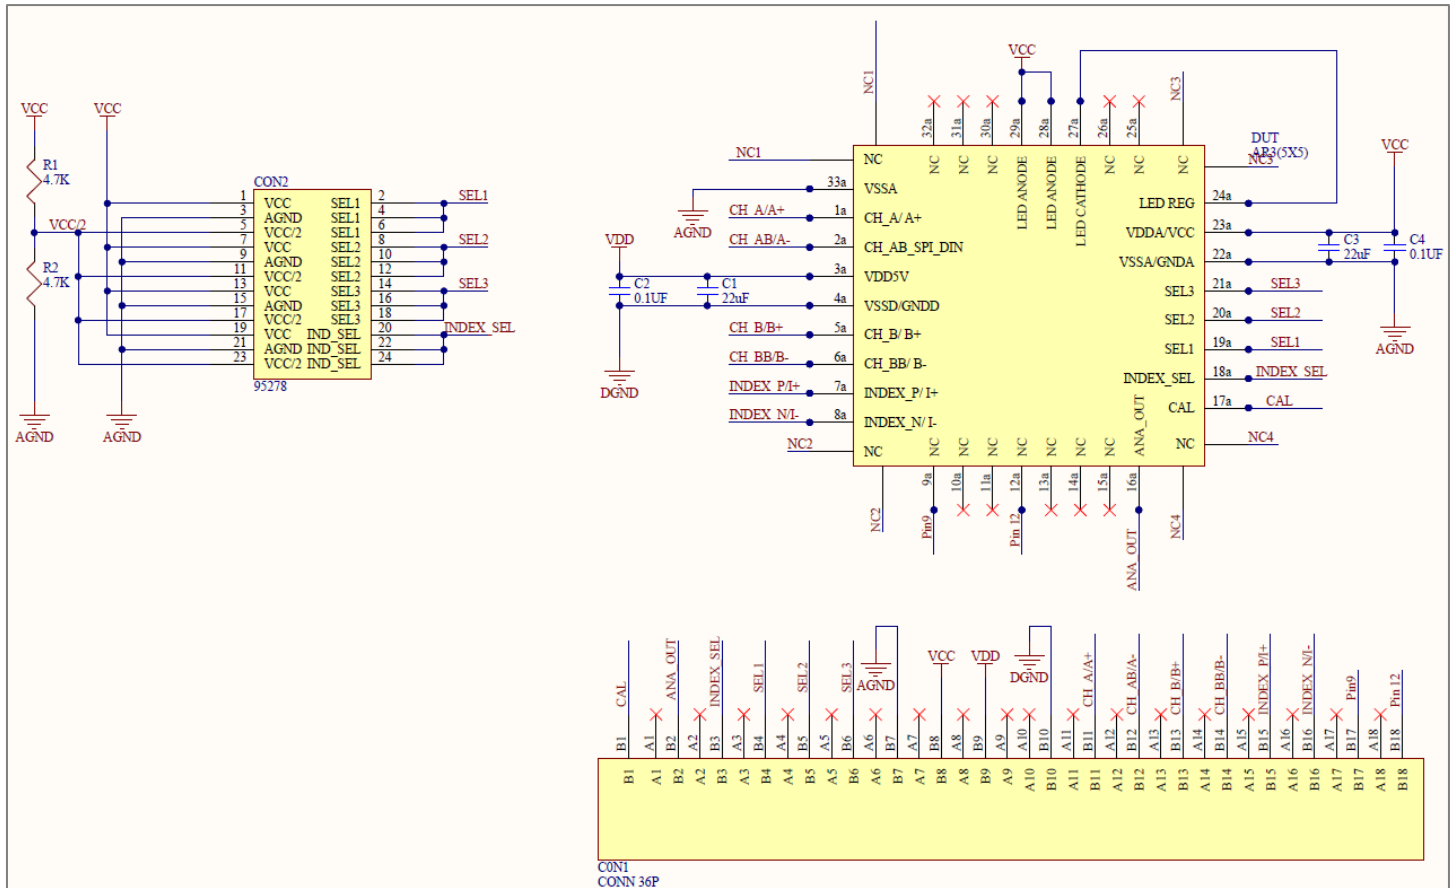 VCC
VCC
R1
4.7K
VCC/2
R2
4.7K
AGND
AGND
CON2
1 VCC SEL1 2 SEL1
3 AGND SEL1 4
5 VCC/2 SEL1 6
7 VCC SEL2 8 SEL2
9 AGND SEL2 10
11 VCC/2 SEL2 12
13 VCC SEL3 14 SEL3
15 AGND SEL3 16
17 VCC/2 SEL3 18
19 VCC IND_SEL 20 INDEX_SEL
21 AGND IND_SEL 22
23 VCC/2 IND_SEL 24
95278
NC1
VCC
NC3
32a 31a 30a 29a 28a 27a 26a 25a
NC NC NC NC LED ANODE LED ANODE LED CATHODE NC NC NC
DUT
AR3(5X5)
NC3
NC1 NC
33a VSSA
AGND
CH_A/A+ 1a CH_A/ A+
CH_AB/A- 2a CH_AB_SPI_DIN
VDD
3a VDD5V
C2
0.1UF
C1
22uF
4a VSSD/GNDD
DGND
CH_B/B+ 5a CH_B/ B+
CH_BB/B- 6a CH_BB/ B-
INDEX_P/I+ 7a INDEX_P/ I+
INDEX_N/I- 8a INDEX_N/ I-
NC2 NC
LED REG 24a
VDDA/VCC 23a
VSSA/GNDA 22a
VCC
C3
22uF
C4
0.1UF
AGND
SEL3 21a SEL3
SEL2 20a SEL2
SEL1 19a SEL1
INDEX_SEL 18a INDEX_SEL
CAL 17a CAL
NC NC4
NC NC NC NC NC NC NC ANA_OUT
9a 10a 11a 12a 13a 14a 15a 16a
NC2
Pin9
Pin 12
ANA_OUT
NC4
CAL
ANA_OUT
INDEX_SEL
SEL1
SEL2
SEL3
AGND
VCC
VDD
DGND
CH_A/A+
CH_AB/A-
CH_B/B+
CH_BB/B-
INDEX_P/I+
INDEX_N/I-
Pin9
Pin 12
B1 A1 B2 A2 B3 A3 B4 A4 B5 A5 B6 A6 B7 A7 B8 A8 B9 A9 A10 B10 A11 B11 A12 B12 A13 B13 A14 B14 A15 B15 A16 B16 A17 B17 A18 B18
B1 A1 B2 A2 B3 A3 B4 A4 B5 A5 B6 A6 B7 A7 B8 A8 B9 A9 A10 B10 A11 B11 A12 B12 A13 B13 A14 B14 A15 B15 A16 B16 A17 B17 A18 B18
C0N1
CONN 36P